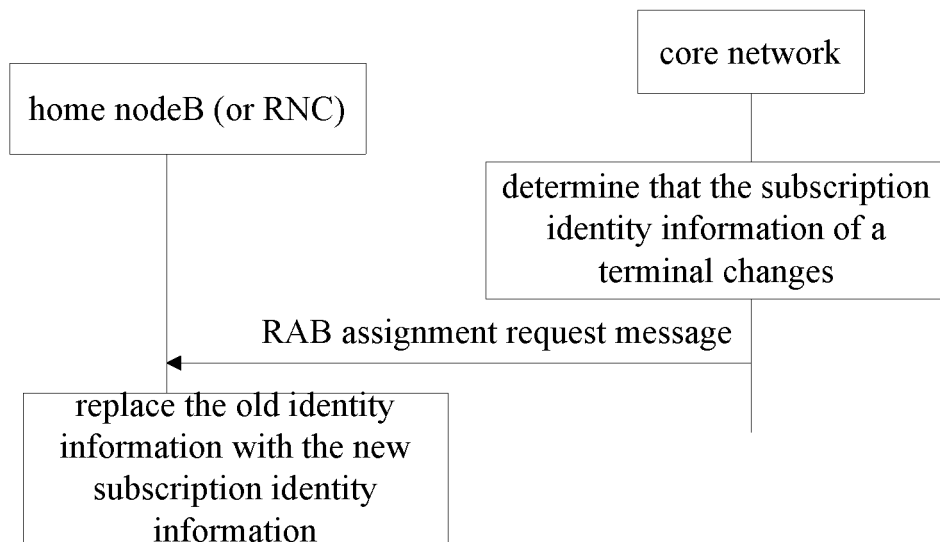 core network
home nodeB (or RNC)
determine that the subscription
identity information of a
terminal changes
RAB assignment request message
replace the old identity
information with the new
subscription identity
information